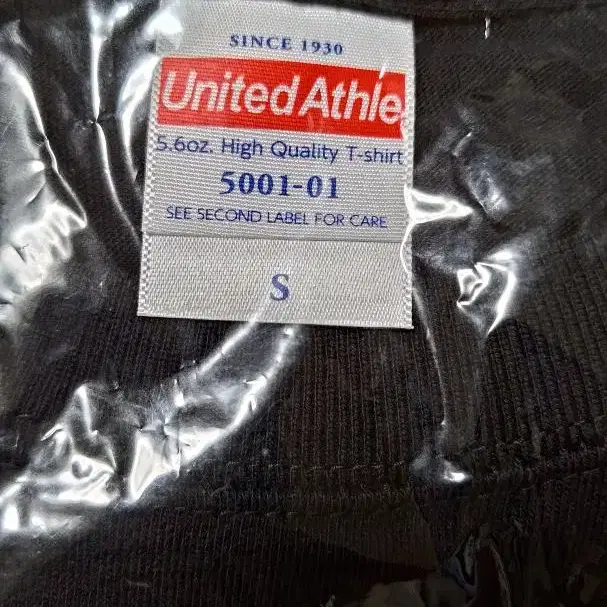 SINCE 1930
United Athle
5.6oz. High Quality T-shirt
5001-01
SEE SECOND LABEL FOR CARE
S